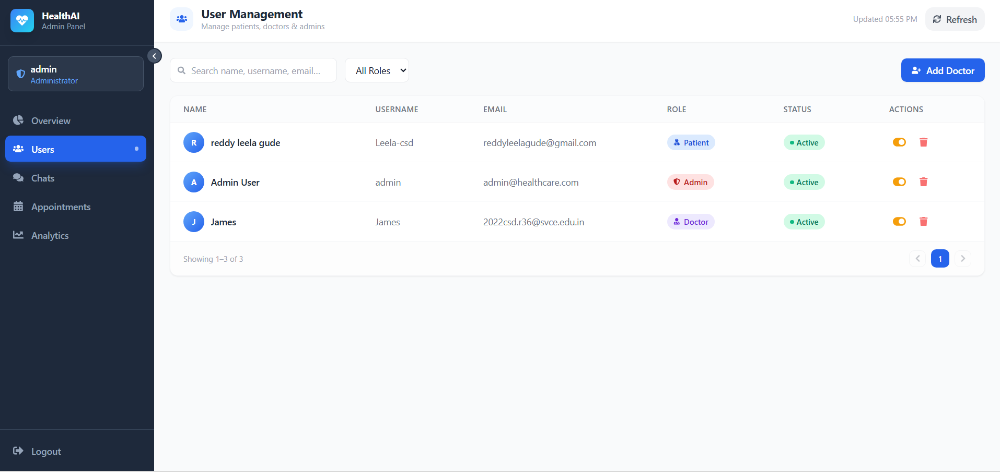 HealthAI
Admin Panel
admin
Administrator
Overview
Users
Chats
Appointments
Analytics
Logout
User Management
Manage patients, doctors & admins
Updated 05:55 PM
Refresh
Search name, username, email...
All Roles
Add Doctor
NAME USERNAME EMAIL ROLE STATUS ACTIONS
R reddy leela gude Leela-csd reddyleelagude@gmail.com Patient Active
A Admin User admin admin@healthcare.com Admin Active
J James James 2022csd.r36@svce.edu.in Doctor Active
Showing 1–3 of 3
1